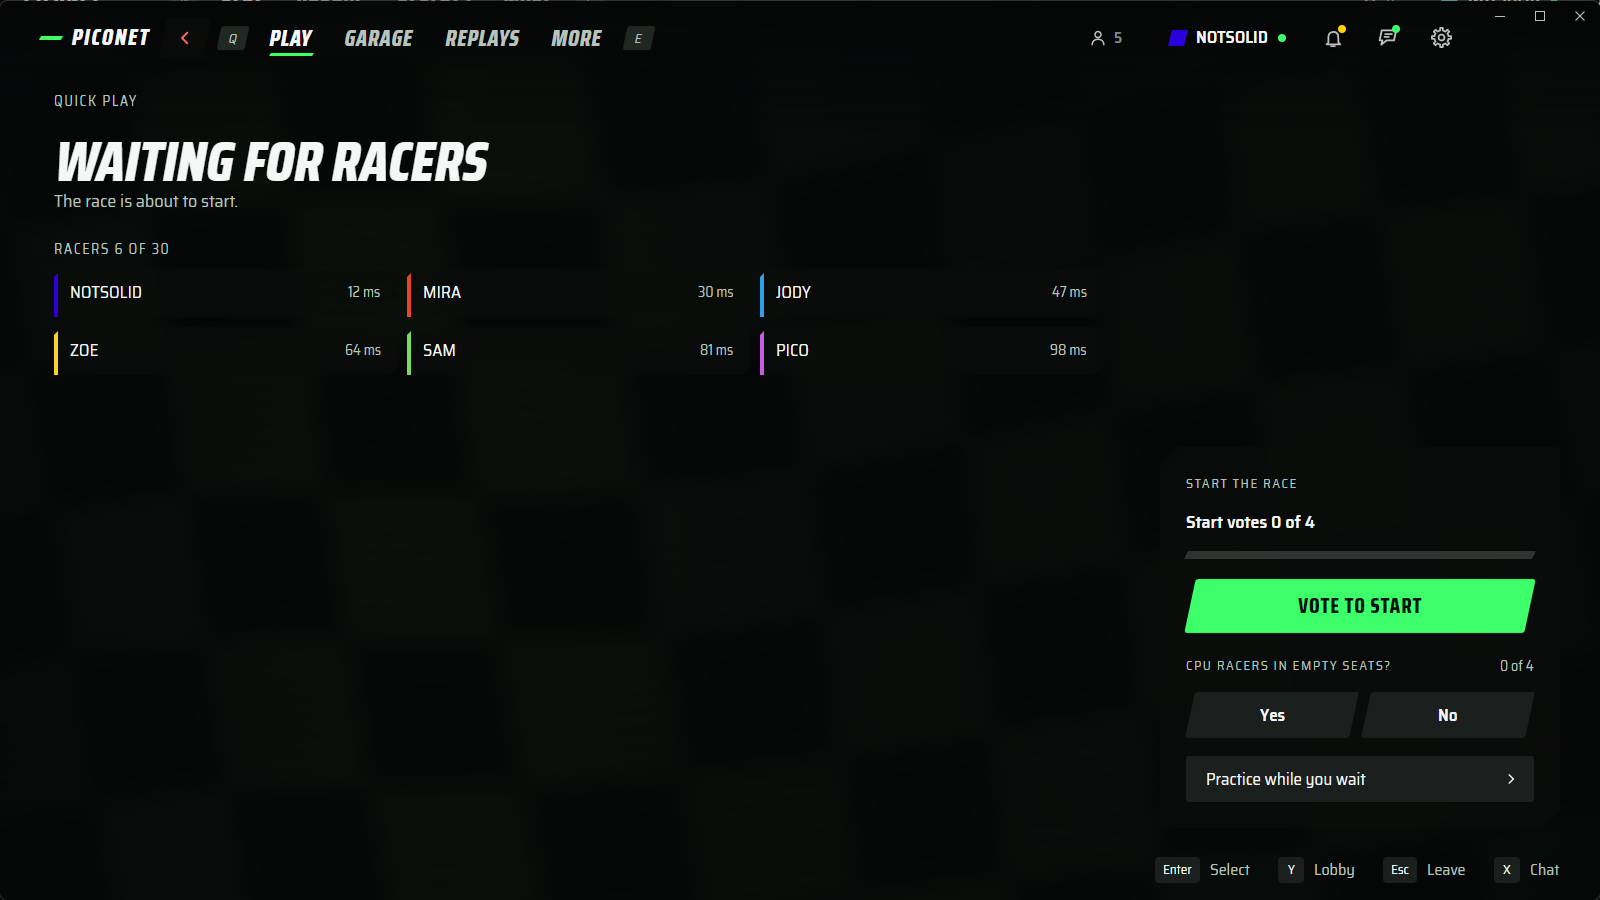 PICONET
Q PLAY GARAGE REPLAYS MORE E
5 NOTSOLID
QUICK PLAY
WAITING FOR RACERS
The race is about to start.
RACERS 6 OF 30
NOTSOLID 12 ms
MIRA 30 ms
JODY 47 ms
ZOE 64 ms
SAM 81 ms
PICO 98 ms
START THE RACE
Start votes 0 of 4
VOTE TO START
CPU RACERS IN EMPTY SEATS? 0 of 4
Yes No
Practice while you wait
Enter Select Y Lobby Esc Leave X Chat